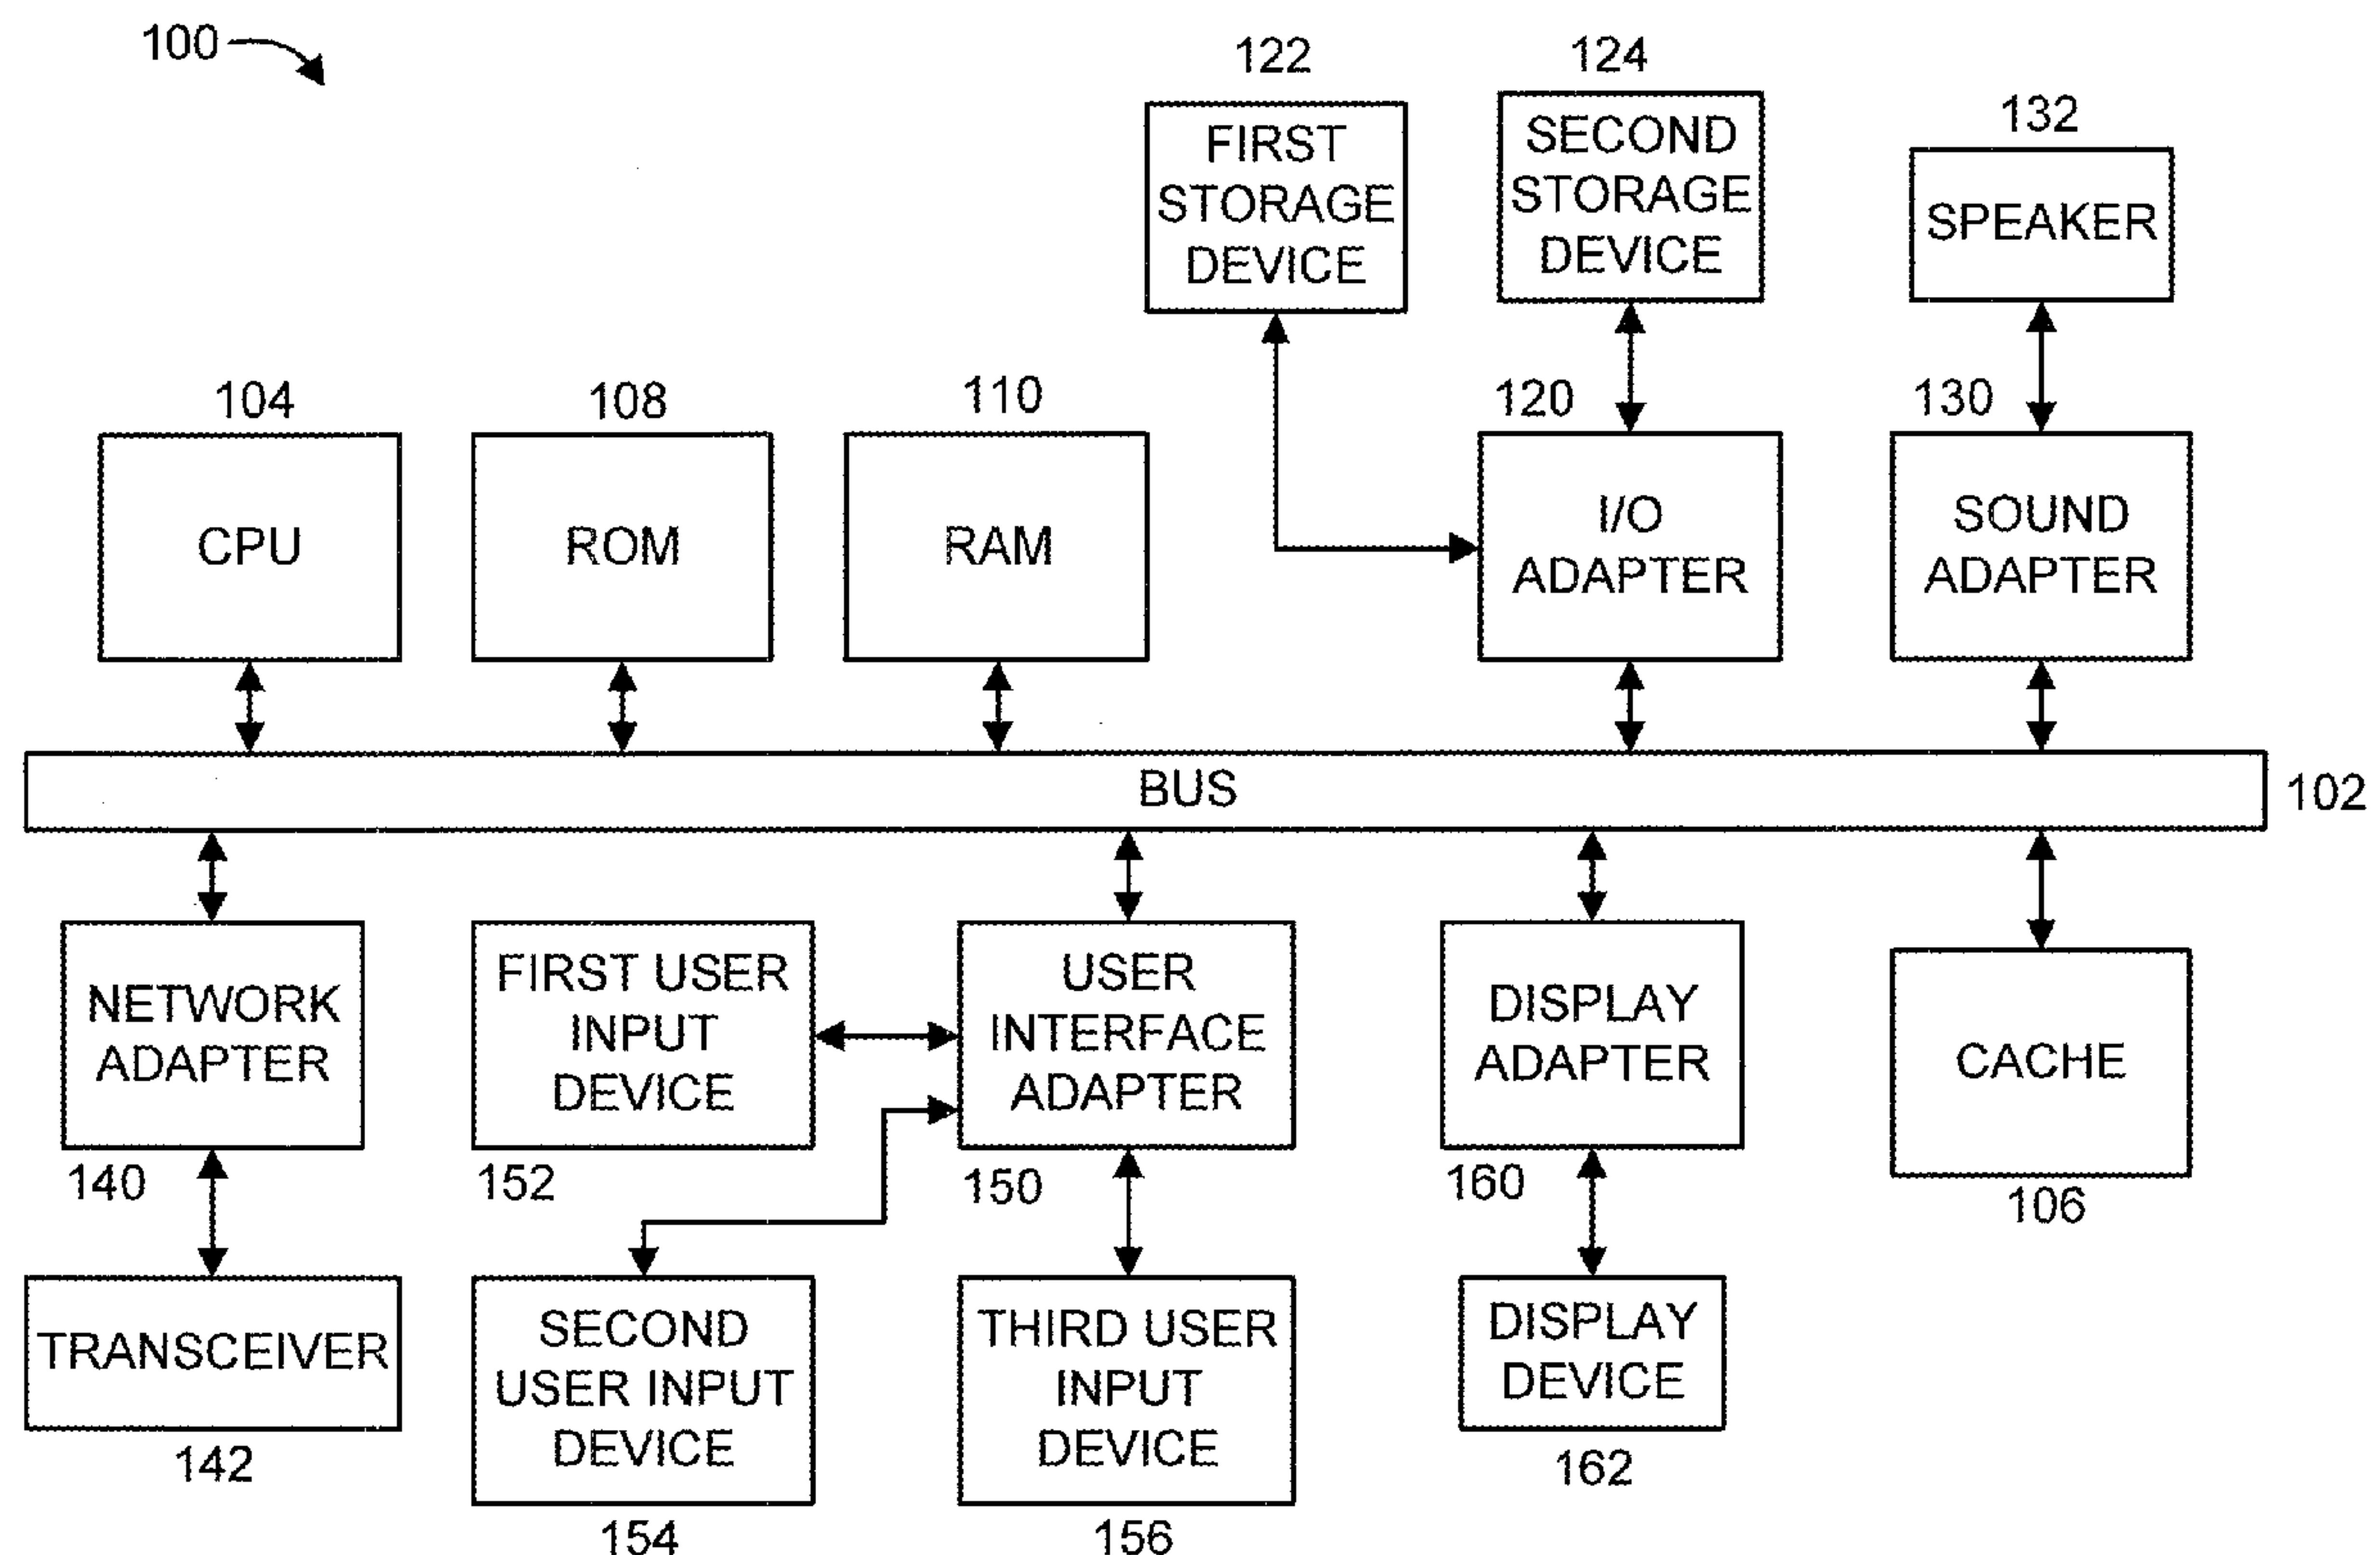 100
122
124
132
FIRST
STORAGE
DEVICE
SECOND
STORAGE
DEVICE
SPEAKER
104
108
110
120
130
CPU
ROM
RAM
I/O
ADAPTER
SOUND
ADAPTER
BUS
102
NETWORK
ADAPTER
FIRST USER
INPUT
DEVICE
USER
INTERFACE
ADAPTER
DISPLAY
ADAPTER
CACHE
140
152
150
160
106
TRANSCEIVER
SECOND
USER INPUT
DEVICE
THIRD USER
INPUT
DEVICE
DISPLAY
DEVICE
142
154
156
162